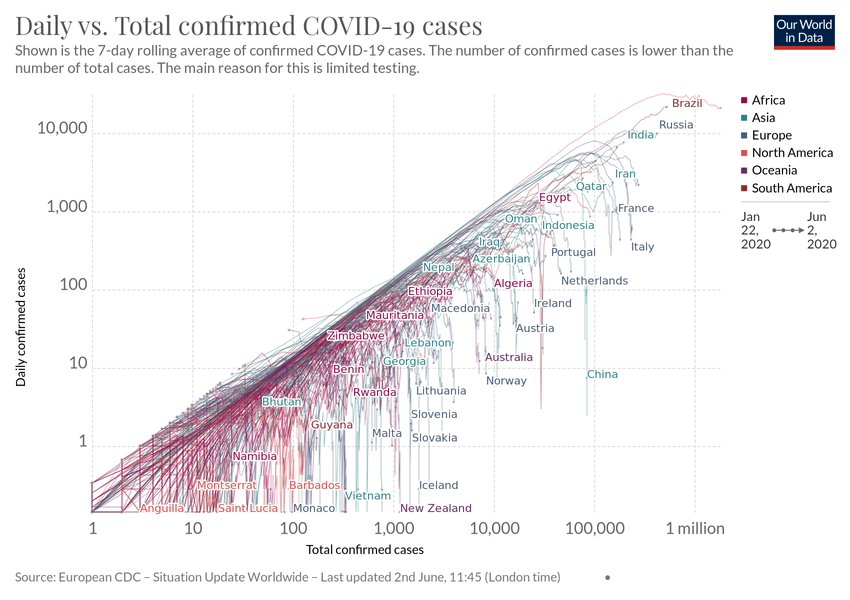 Daily vs. Total confirmed COVID-19 cases
Our World
in Data
Shown is the 7-day rolling average of confirmed COVID-19 cases. The number of confirmed cases is lower than the
number of total cases. The main reason for this is limited testing.
Africa
Asia
Europe
North America
Oceania
South America
Jan
22,
2020
Jun
2,
2020
Daily confirmed cases
10,000
1,000
100
10
1
Brazil
Russia
India
Iran
Qatar
Egypt
France
Oman
Indonesia
Iraq
Italy
Portugal
Azerbaijan
Nepal
Netherlands
Algeria
Ethiopia
Ireland
Macedonia
Mauritania
Austria
Zimbabwe
Lebanon
Australia
Georgia
Benin
China
Norway
Rwanda
Lithuania
Bhutan
Slovenia
Guyana
Malta
Slovakia
Namibia
Montserrat
Barbados
Iceland
Vietnam
Anguilla
Saint Lucia
Monaco
New Zealand
1
10
100
1,000
10,000
100,000
1 million
Total confirmed cases
Source: European CDC – Situation Update Worldwide – Last updated 2nd June, 11:45 (London time)